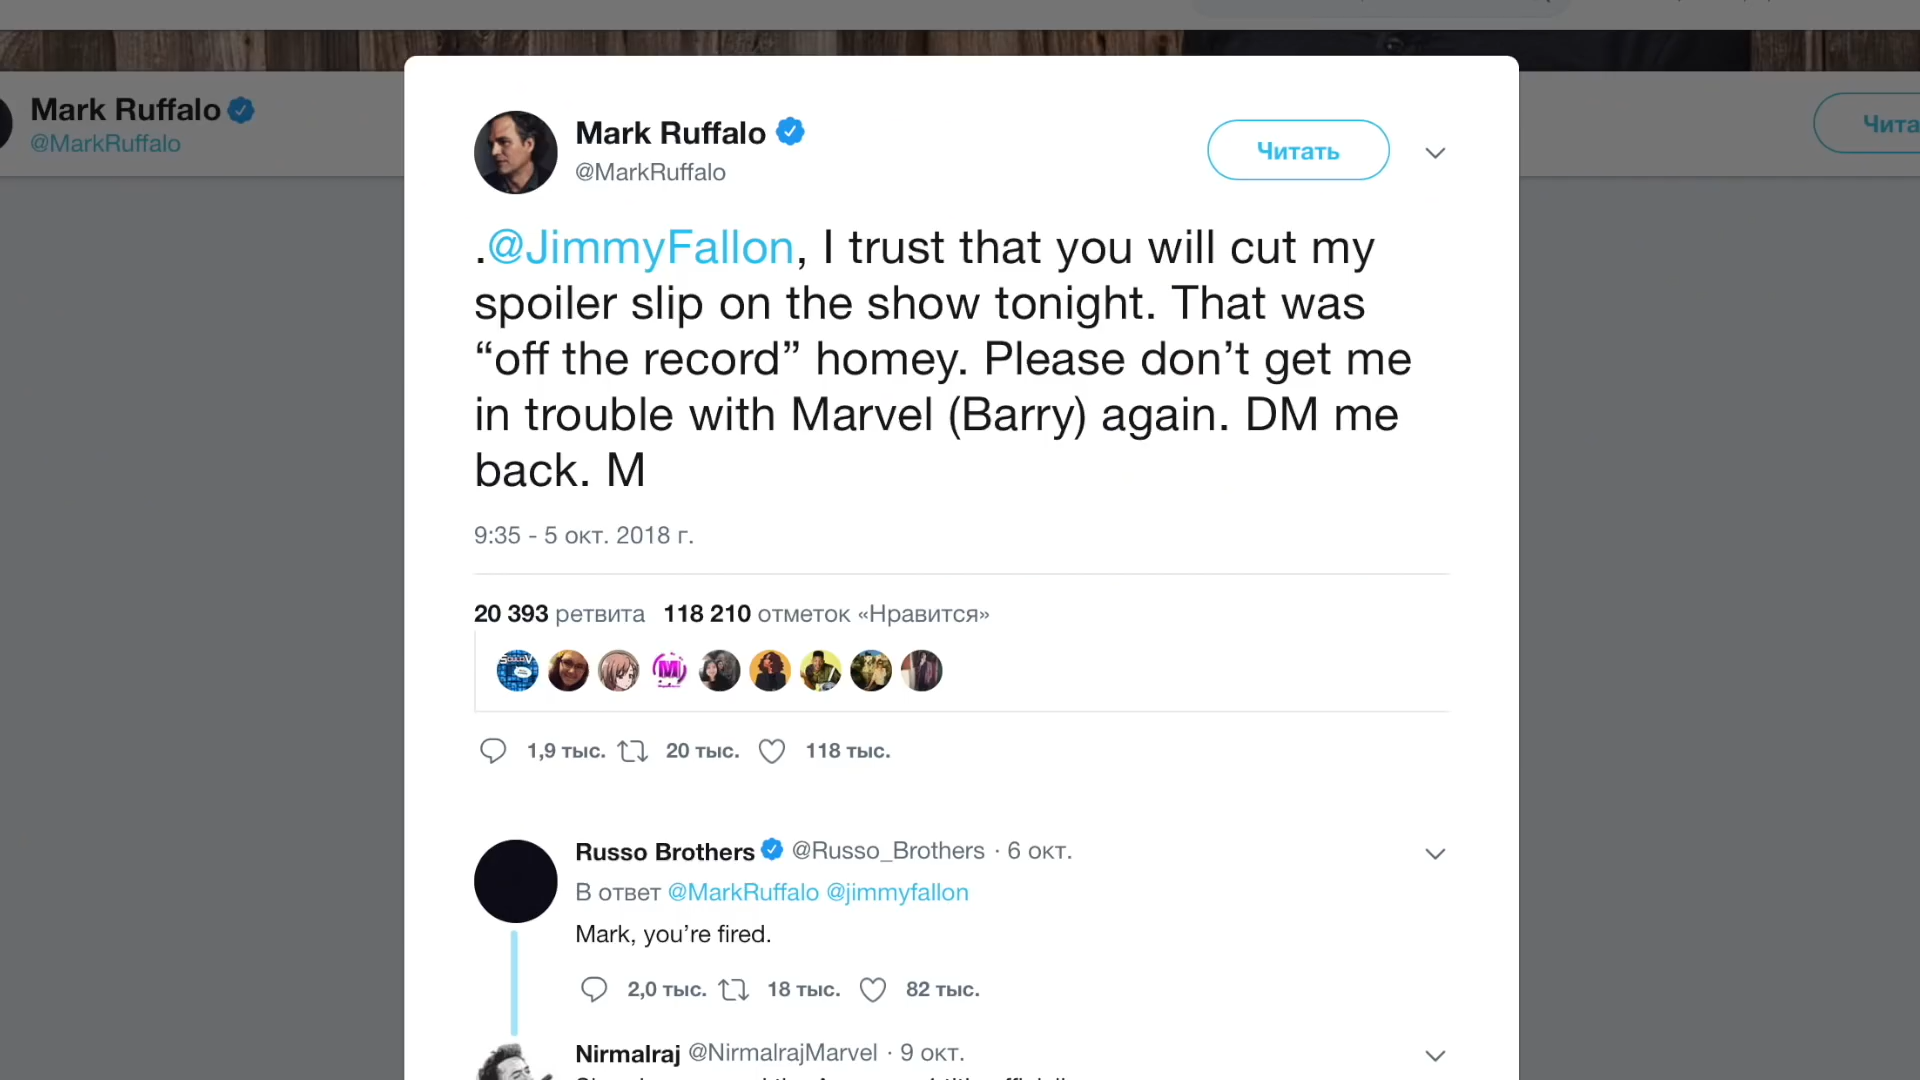 Mark Ruffalo
@MarkRuffalo
Чита
Mark Ruffalo
@MarkRuffalo
Читать
.@JimmyFallon, I trust that you will cut my
spoiler slip on the show tonight. That was
“off the record” homey. Please don’t get me
in trouble with Marvel (Barry) again. DM me
back. M
9:35 - 5 окт. 2018 г.
20 393 ретвита 118 210 отметок «Нравится»
1,9 тыс. 20 тыс. 118 тыс.
Russo Brothers @Russo_Brothers · 6 окт.
В ответ @MarkRuffalo @jimmyfallon
Mark, you’re fired.
2,0 тыс. 18 тыс. 82 тыс.
Nirmalraj @NirmalrajMarvel · 9 окт.